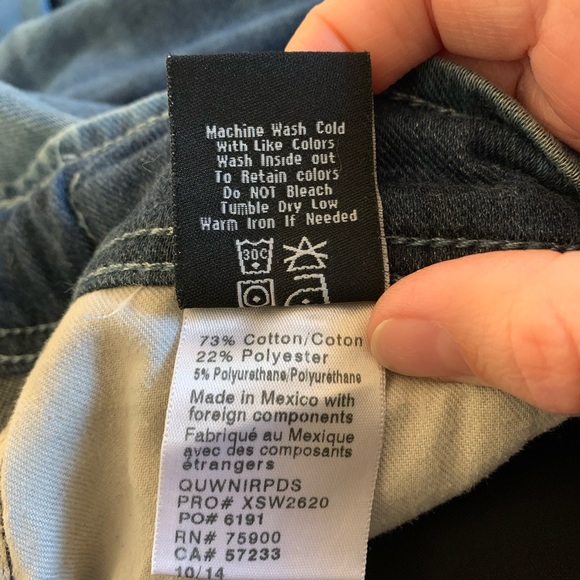 Machine Wash Cold
With Like Colors
Wash Inside out
To Retain colors
Do NOT Bleach
Tumble Dry Low
Warm Iron If Needed
30C
73% Cotton/Coton
22% Polyester
5% Polyurethane/Polyuréthane
Made in Mexico with
foreign components
Fabriqué au Mexique
avec des composants
étrangers
QUWNIRPDS
PRO# XSW2620
PO# 6191
RN# 75900
CA# 57233
10/14